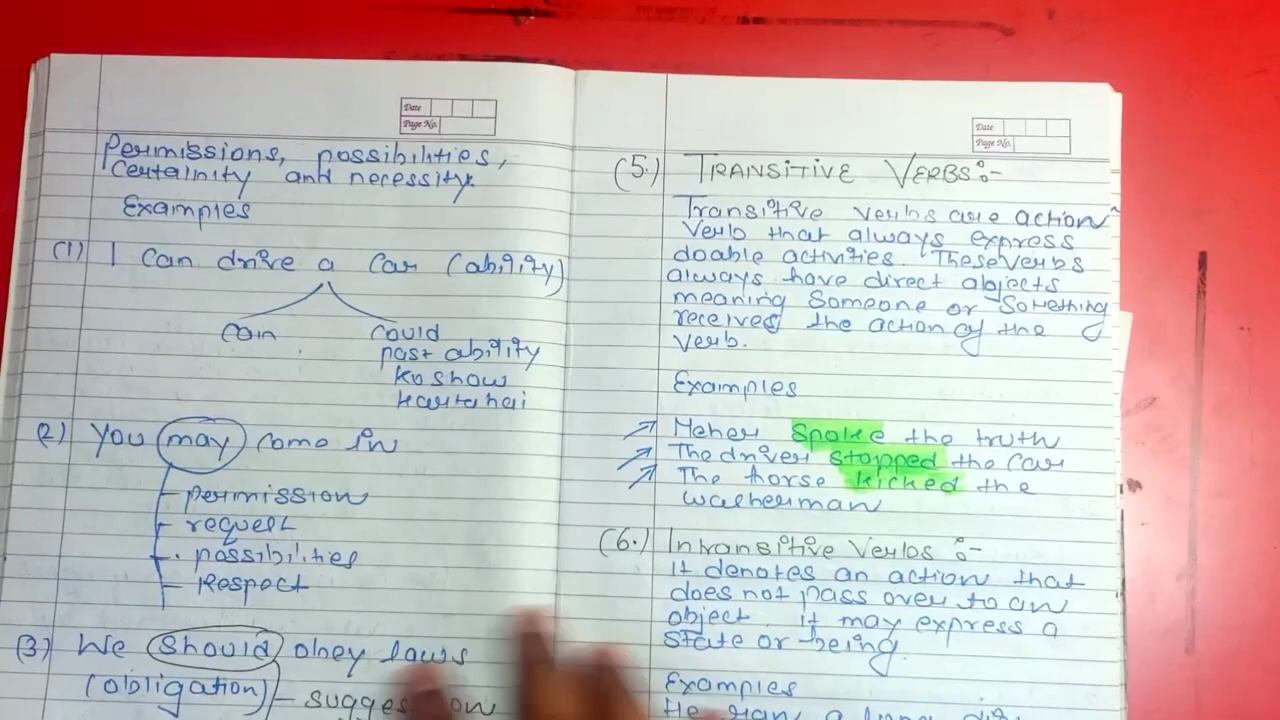 Date
Page No.
Permissions, possibilities,
Certainity and necessity.
Examples
(1) I can drive a car (ability)
can could
past ability
ko show
kartahai
(2) You may come in
- permission
- request
- possibilities
- Respect
(3) We should obey laws
(obligation) - sugges
Date
Page No.
(5.) TRANSITIVE VERBS :-
Transitive verbs are action
Verb that always express
doable activities. These verbs
always have direct objects
meaning someone or Something
receives the action of the
verb.
Examples
Meher spoke the truth
The driver stopped the car
The horse kicked the
(6.) Intransitive Verbs :-
It denotes an action that
does not pass over to an
object. It may express a
state or being.
Examples
He ran a long